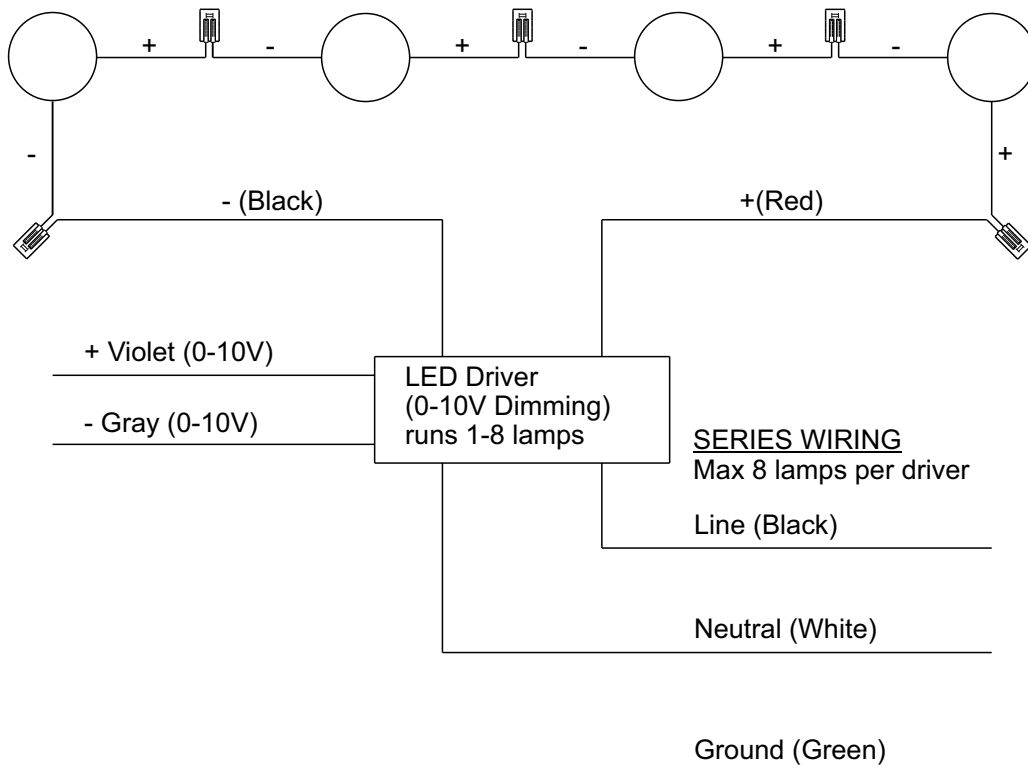 + - + - + -
- +
- (Black) +(Red)
+ Violet (0-10V)
- Gray (0-10V)
LED Driver
(0-10V Dimming)
runs 1-8 lamps
SERIES WIRING
Max 8 lamps per driver
Line (Black)
Neutral (White)
Ground (Green)